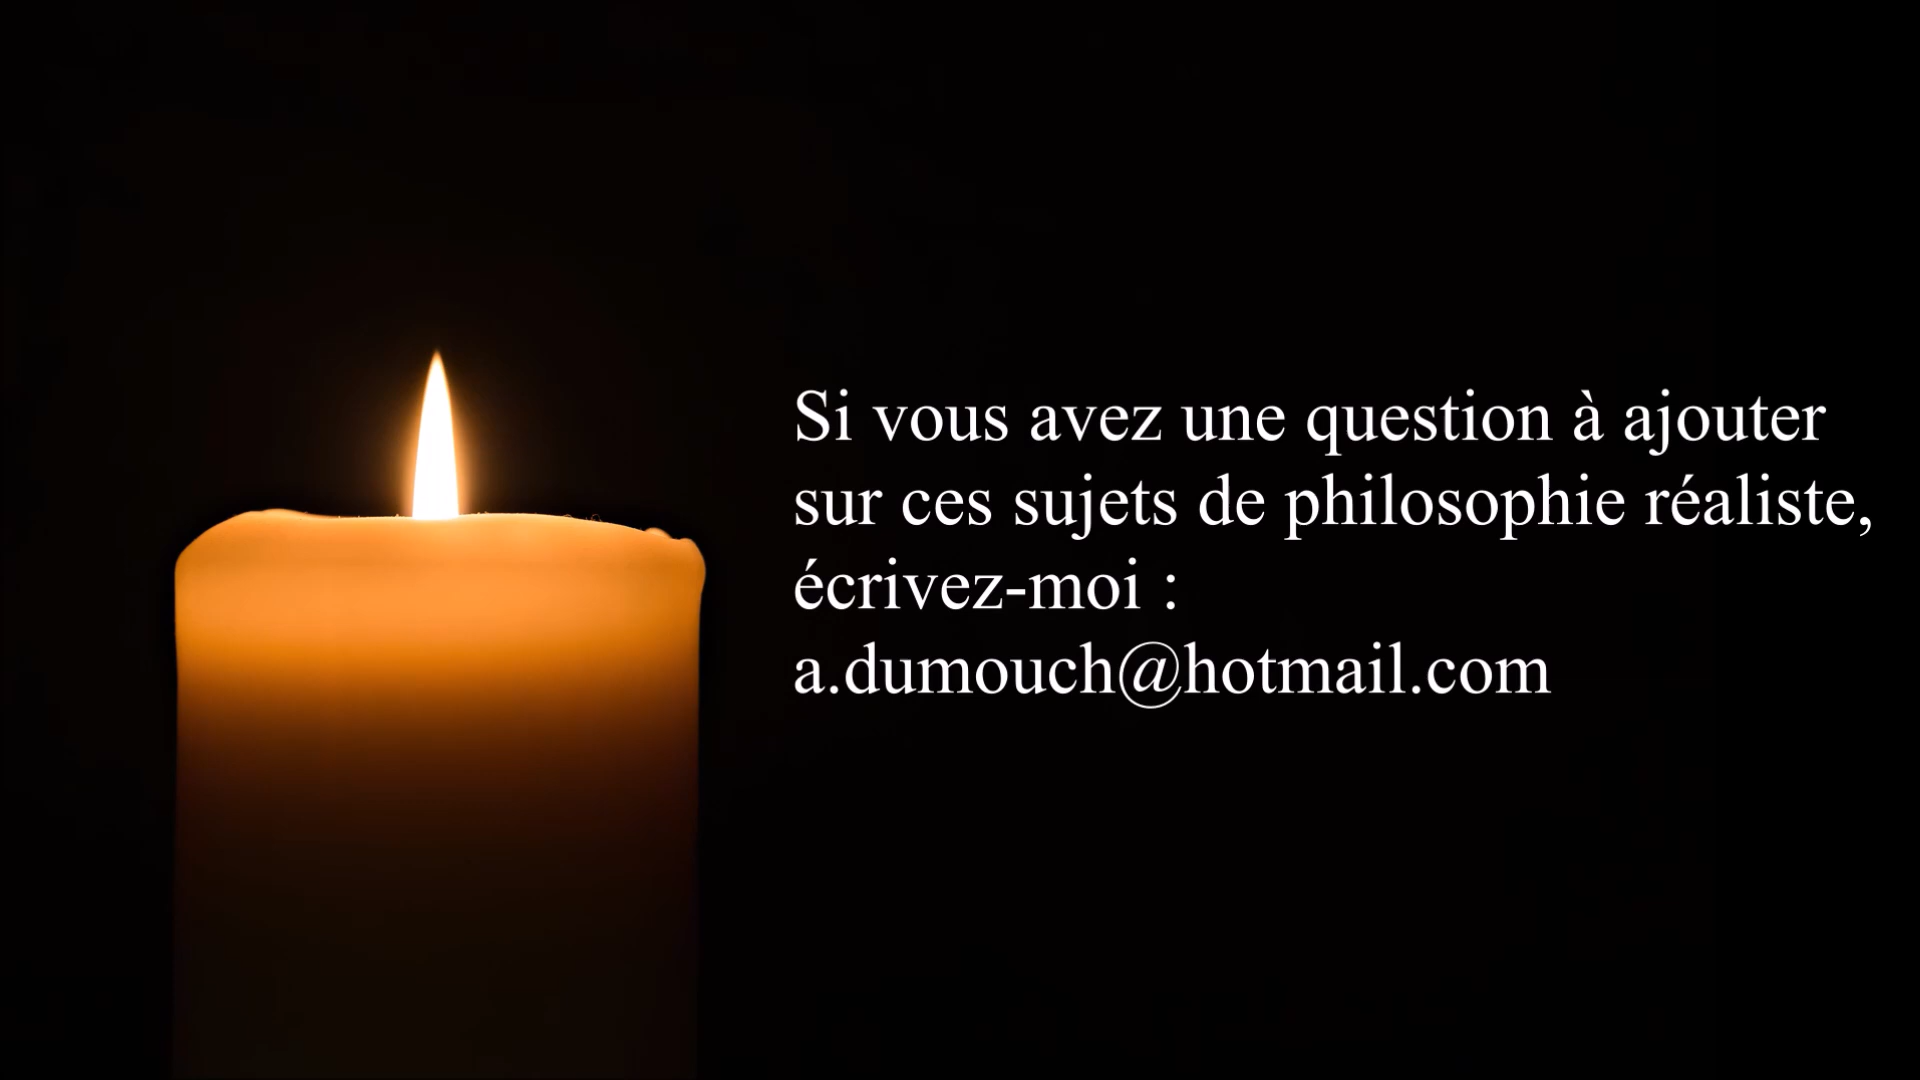 Si vous avez une question à ajouter
sur ces sujets de philosophie réaliste,
écrivez-moi :
a.dumouch@hotmail.com